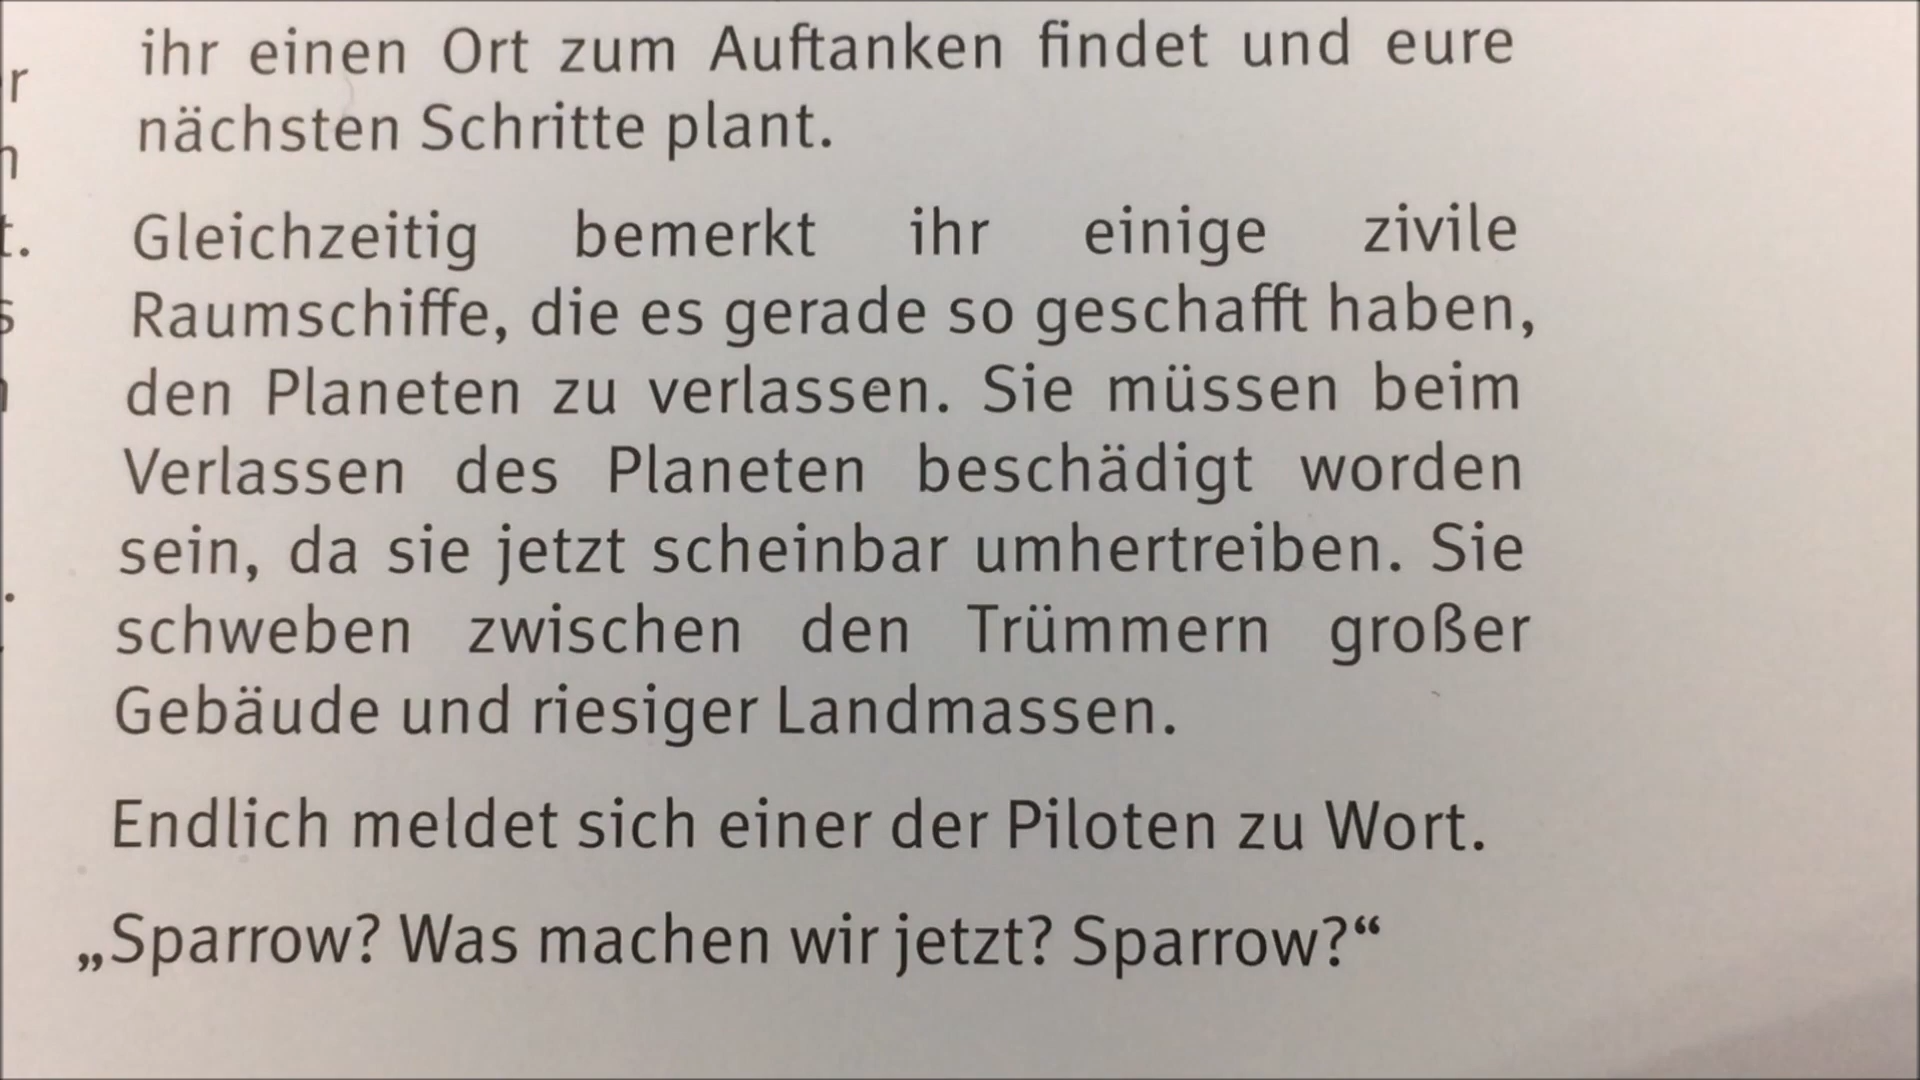 ihr einen Ort zum Auftanken findet und eure
nächsten Schritte plant.
Gleichzeitig bemerkt ihr einige zivile
Raumschiffe, die es gerade so geschafft haben,
den Planeten zu verlassen. Sie müssen beim
Verlassen des Planeten beschädigt worden
sein, da sie jetzt scheinbar umhertreiben. Sie
schweben zwischen den Trümmern großer
Gebäude und riesiger Landmassen.
Endlich meldet sich einer der Piloten zu Wort.
„Sparrow? Was machen wir jetzt? Sparrow?“